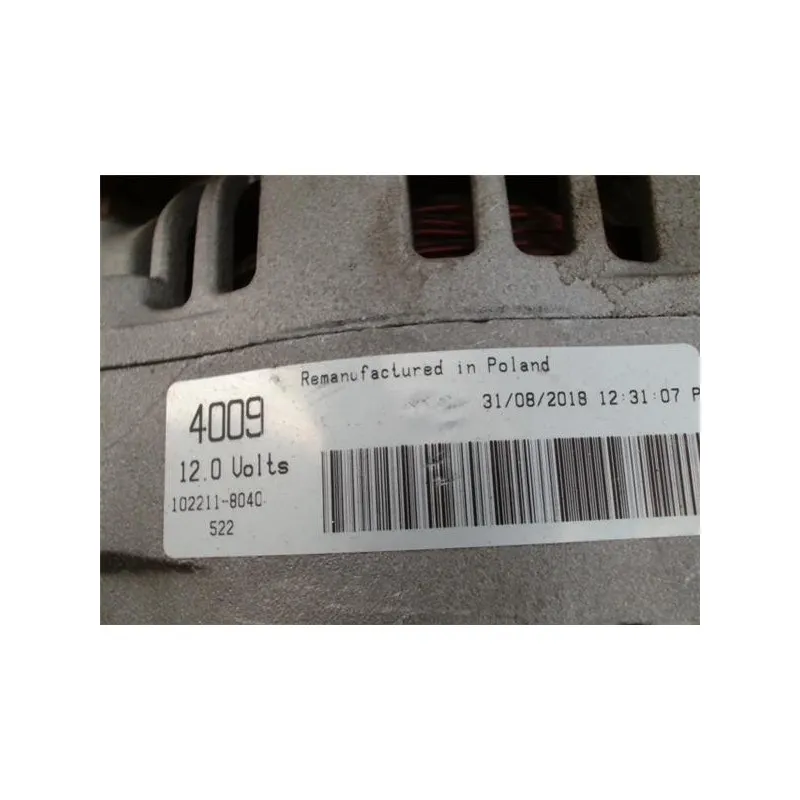 Remanufactured in Poland
4009
31/08/2018 12:31:07 P
12.0 Volts
102211-8040
522